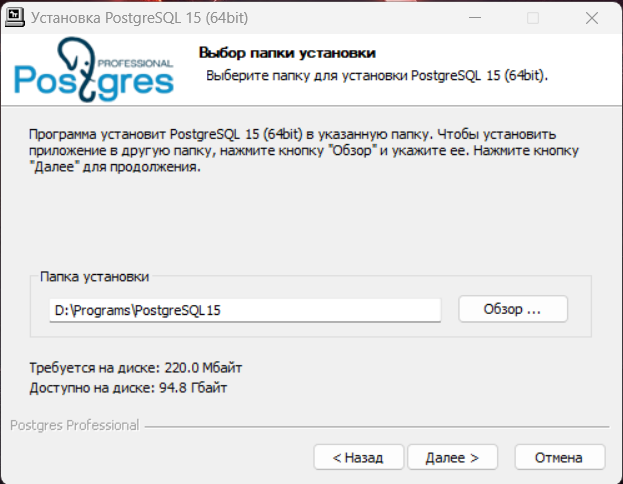 Установка PostgreSQL 15 (64bit)
PROFESSIONAL
Postgres
Выбор папки установки
Выберите папку для установки PostgreSQL 15 (64bit).
Программа установит PostgreSQL 15 (64bit) в указанную папку. Чтобы установить
приложение в другую папку, нажмите кнопку "Обзор" и укажите ее. Нажмите кнопку
"Далее" для продолжения.
Папка установки
D:\Programs\PostgreSQL15
Обзор ...
Требуется на диске: 220.0 Мбайт
Доступно на диске: 94.8 Гбайт
Postgres Professional
< Назад
Далее >
Отмена